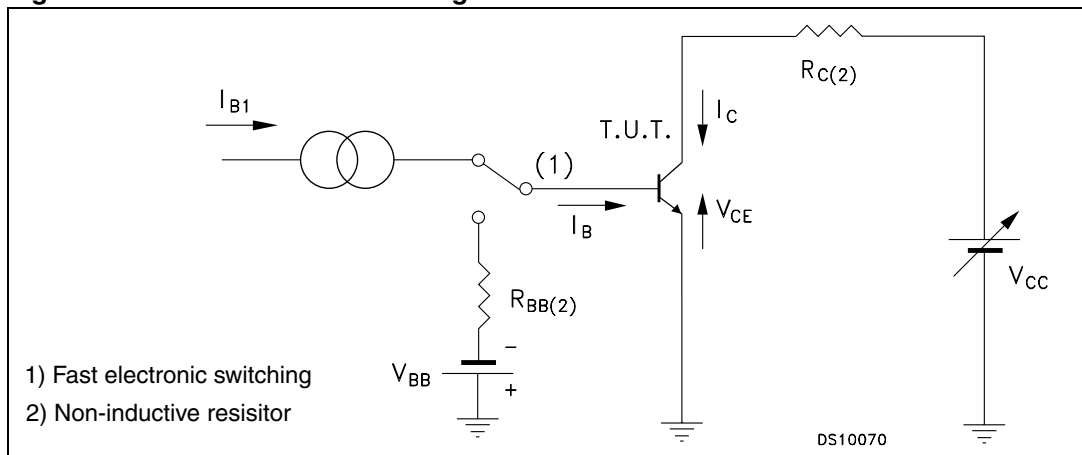 I_B1
R_C(2)
I_C
T.U.T.
(1)
I_B
V_CE
R_BB(2)
V_CC
-
V_BB
+
1) Fast electronic switching
2) Non-inductive resisitor
DS10070